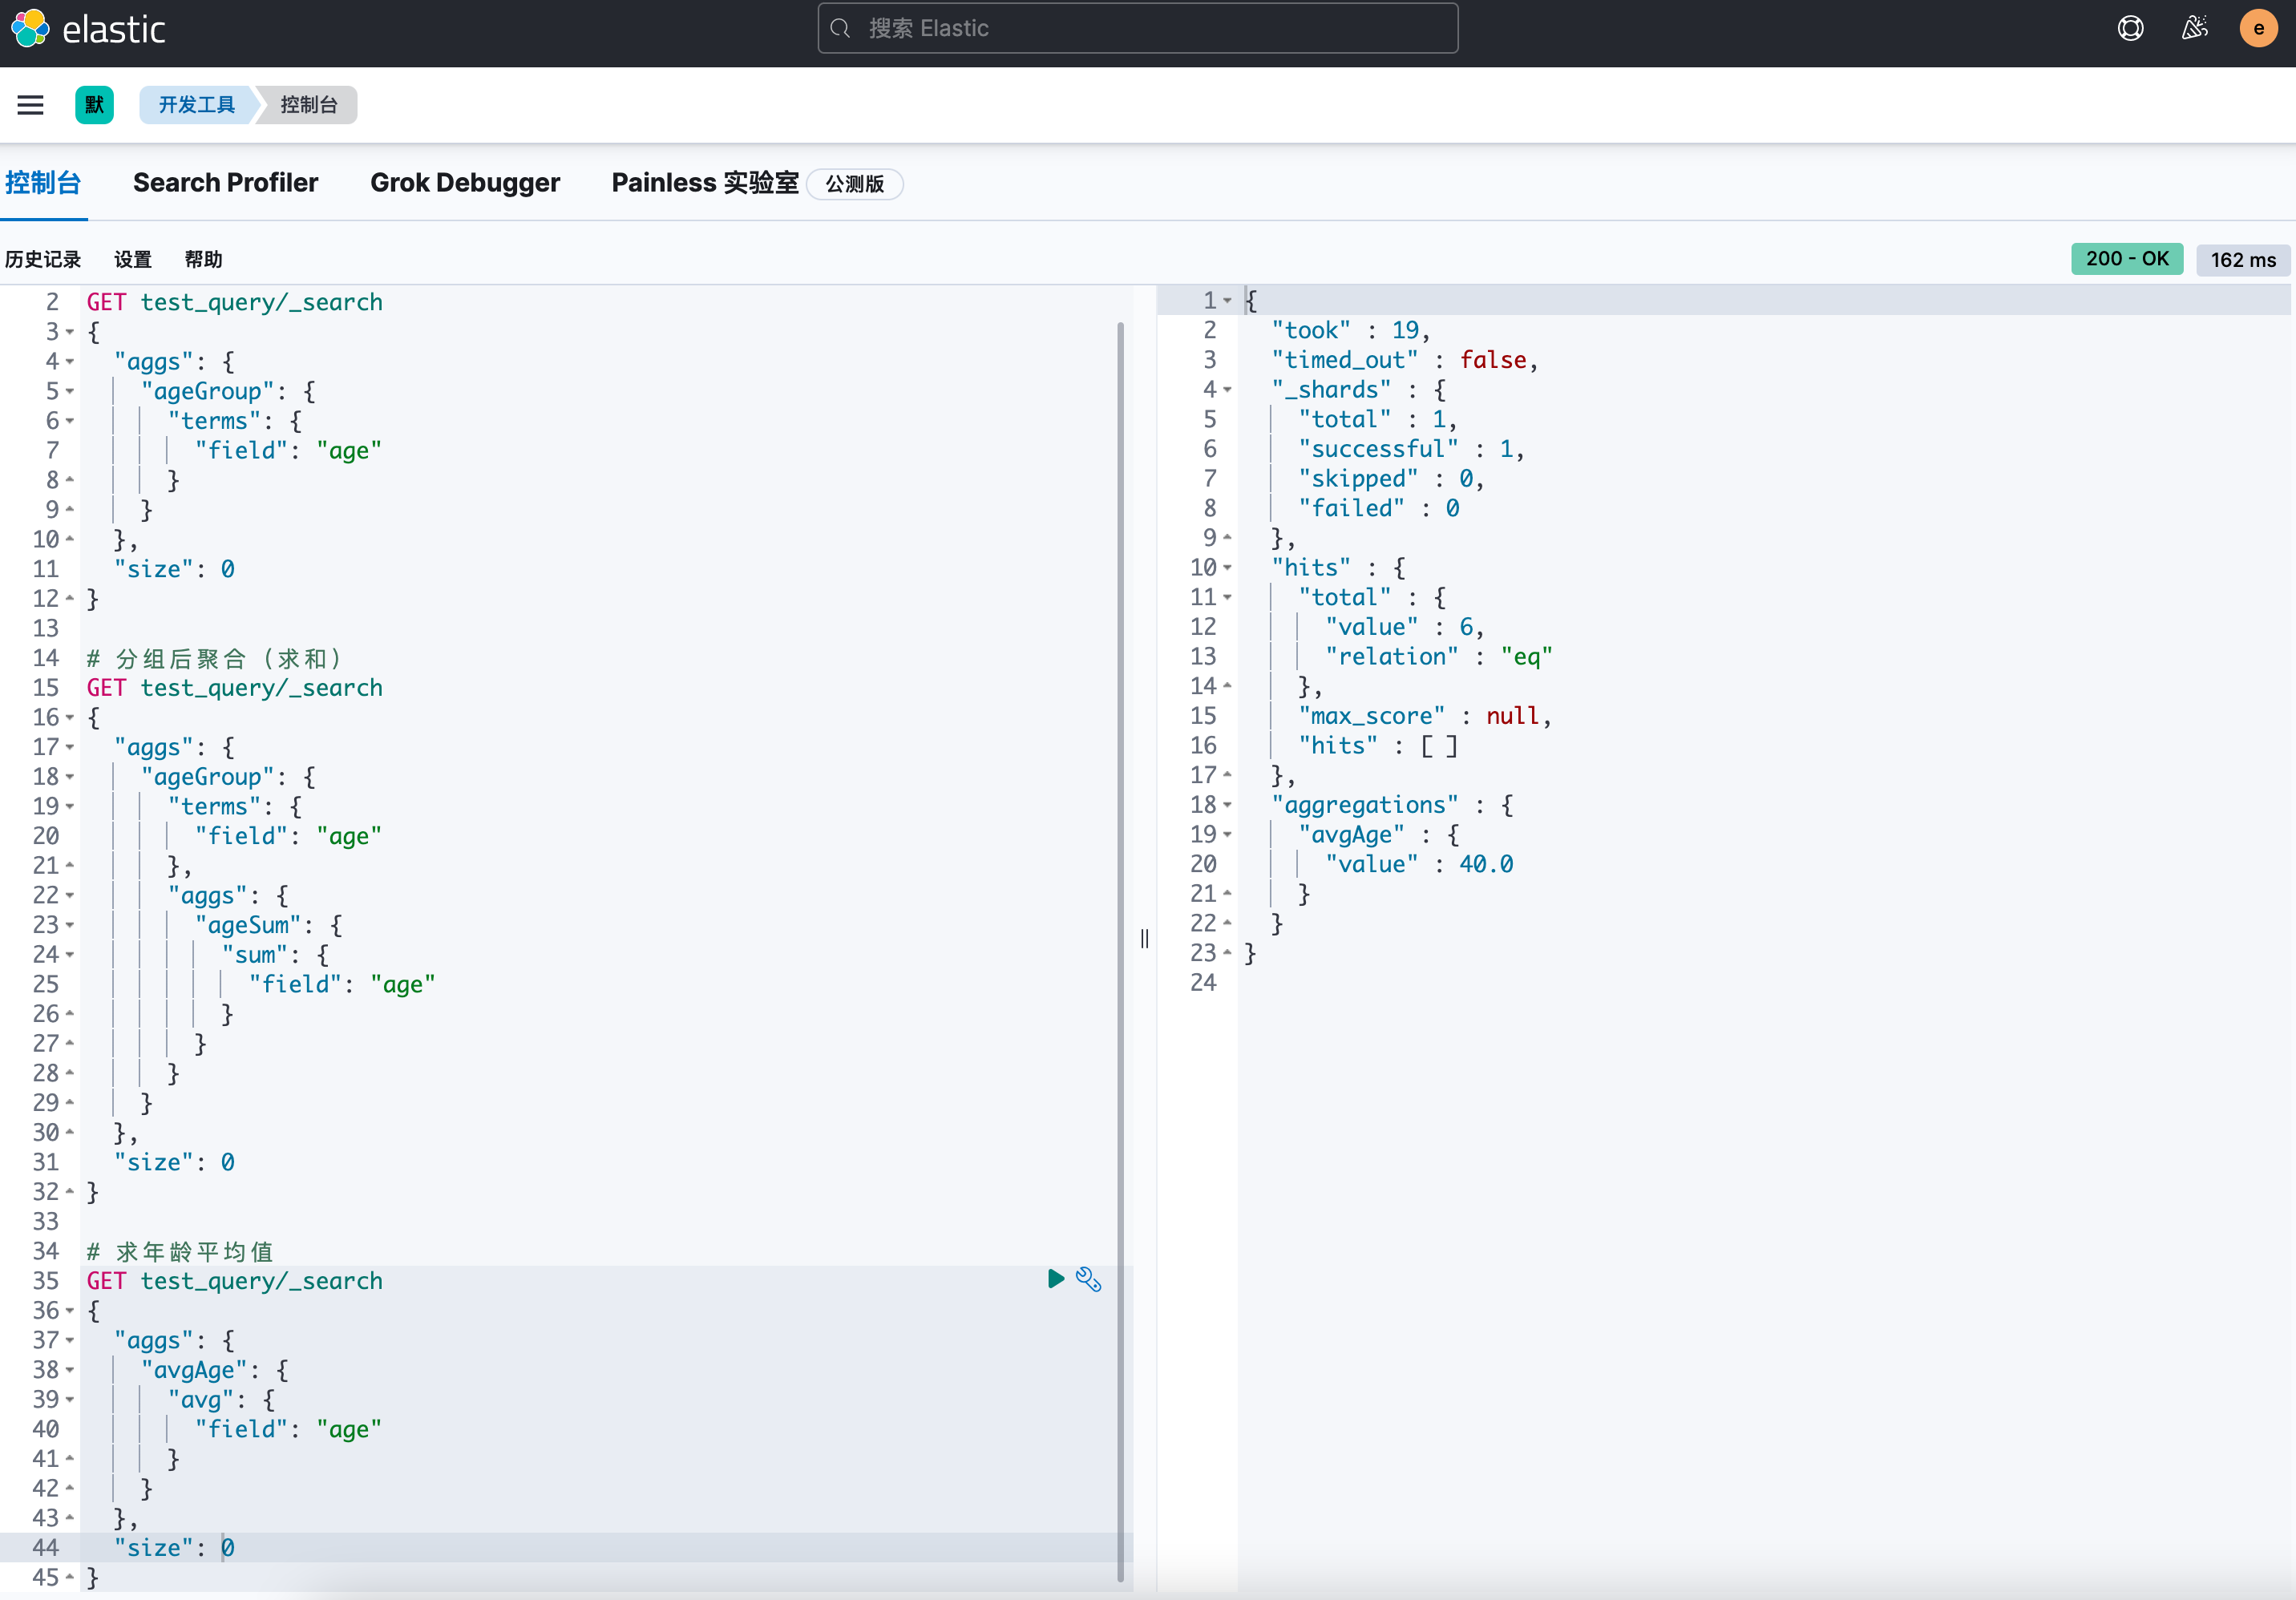 elastic
搜索 Elastic
e
默
开发工具
控制台
控制台
Search Profiler
Grok Debugger
Painless 实验室
公测版
历史记录
设置
帮助
200 - OK
162 ms
2 GET test_query/_search
3 {
4 "aggs": {
5 "ageGroup": {
6 "terms": {
7 "field": "age"
8 }
9 }
10 },
11 "size": 0
12 }
13
14 # 分组后聚合（求和）
15 GET test_query/_search
16 {
17 "aggs": {
18 "ageGroup": {
19 "terms": {
20 "field": "age"
21 },
22 "aggs": {
23 "ageSum": {
24 "sum": {
25 "field": "age"
26 }
27 }
28 }
29 }
30 },
31 "size": 0
32 }
33
34 # 求年龄平均值
35 GET test_query/_search
36 {
37 "aggs": {
38 "avgAge": {
39 "avg": {
40 "field": "age"
41 }
42 }
43 },
44 "size": 0
45 }
1 {
2 "took" : 19,
3 "timed_out" : false,
4 "_shards" : {
5 "total" : 1,
6 "successful" : 1,
7 "skipped" : 0,
8 "failed" : 0
9 },
10 "hits" : {
11 "total" : {
12 "value" : 6,
13 "relation" : "eq"
14 },
15 "max_score" : null,
16 "hits" : [ ]
17 },
18 "aggregations" : {
19 "avgAge" : {
20 "value" : 40.0
21 }
22 }
23 }
24